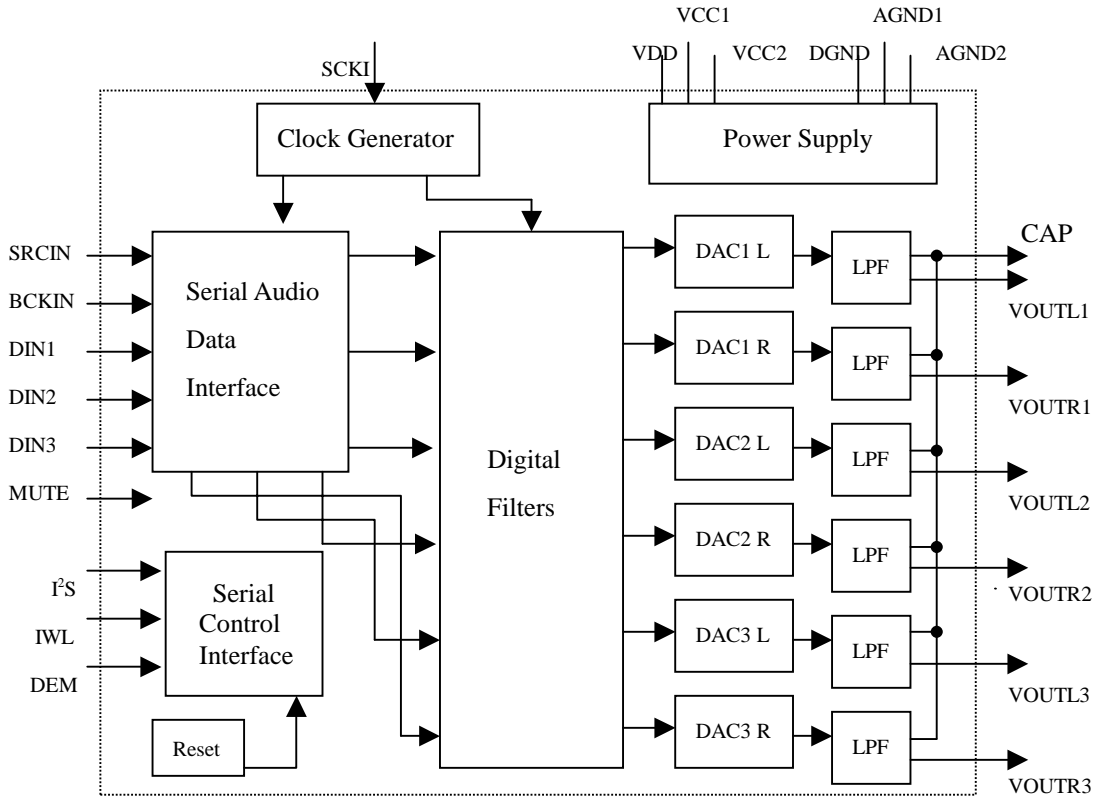 VCC1
AGND1
VDD
VCC2
DGND
AGND2
SCKI
Clock Generator
Power Supply
CAP
SRCIN
BCKIN
DIN1
DIN2
DIN3
MUTE
Serial Audio
Data
Interface
Digital
Filters
DAC1 L
LPF
VOUTL1
DAC1 R
LPF
VOUTR1
DAC2 L
LPF
VOUTL2
DAC2 R
LPF
VOUTR2
DAC3 L
LPF
VOUTL3
DAC3 R
LPF
VOUTR3
I²S
IWL
DEM
Serial
Control
Interface
Reset